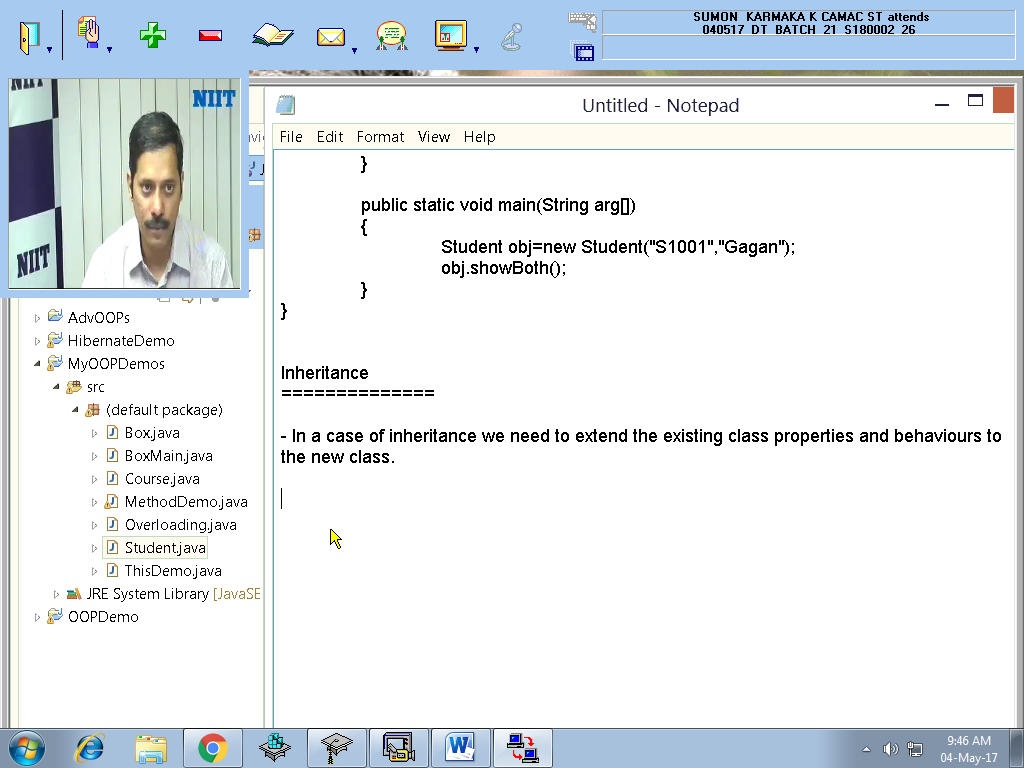 SUMON KARMAKA K CAMAC ST attends
040517 DT BATCH 21 S180002 26
NIIT
NIIT
Untitled - Notepad
File Edit Format View Help
}
public static void main(String arg[])
{
Student obj=new Student("S1001","Gagan");
obj.showBoth();
}
}
Inheritance
==============
- In a case of inheritance we need to extend the existing class properties and behaviours to
the new class.
AdvOOPs
HibernateDemo
MyOOPDemos
src
(default package)
Box.java
BoxMain.java
Course.java
MethodDemo.java
Overloading.java
Student.java
ThisDemo.java
JRE System Library [JavaSE
OOPDemo
9:46 AM
04-May-17